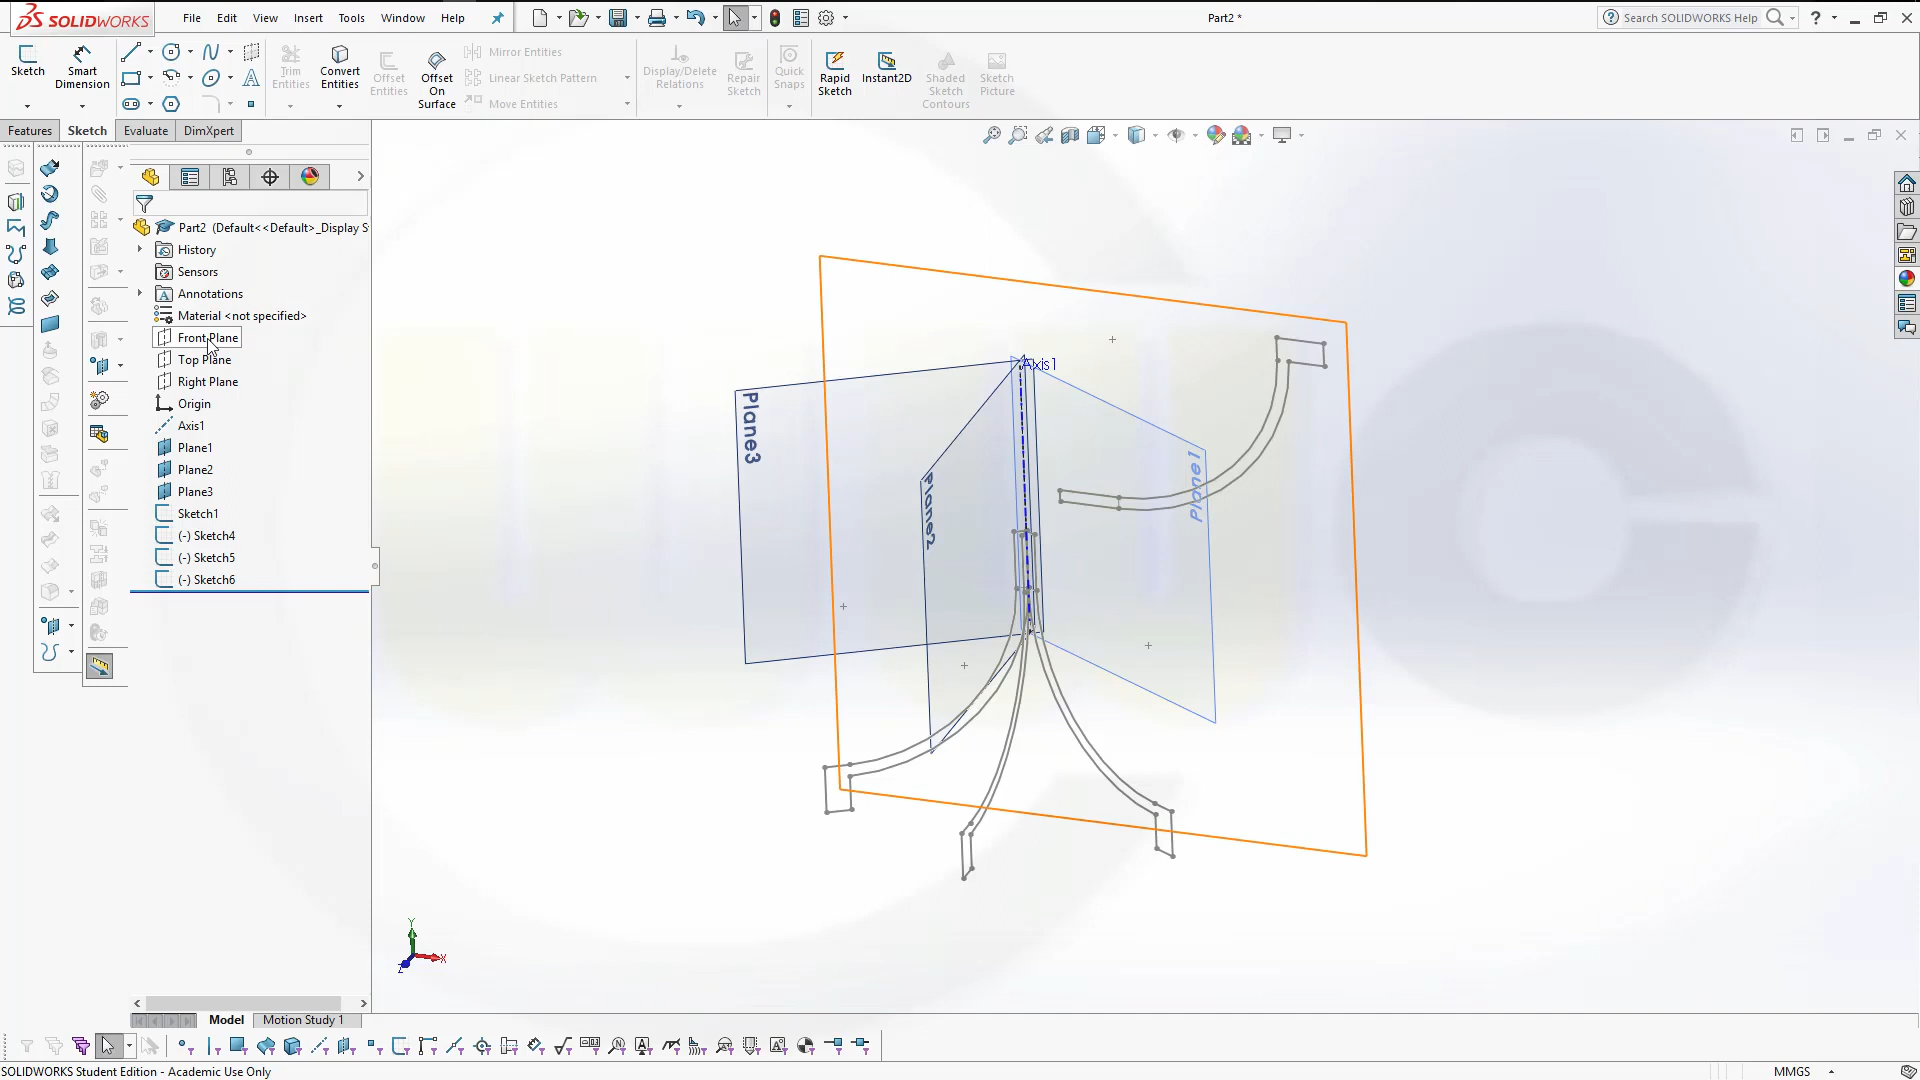 SOLIDWORKS
File
Edit
View
Insert
Tools
Window
Help
Part2 *
Search SOLIDWORKS Help
Sketch
Smart Dimension
Trim Entities
Convert Entities
Offset Entities
Offset On Surface
Mirror Entities
Linear Sketch Pattern
Move Entities
Display/Delete Relations
Repair Sketch
Quick Snaps
Rapid Sketch
Instant2D
Shaded Sketch Contours
Sketch Picture
Features
Sketch
Evaluate
DimXpert
Part2 (Default<<Default>_Display S
History
Sensors
Annotations
Material <not specified>
Front Plane
Top Plane
Right Plane
Origin
Axis1
Plane1
Plane2
Plane3
Sketch1
(-) Sketch4
(-) Sketch5
(-) Sketch6
Axis1
Plane3
Plane2
Plane1
Y
X
Z
Model
Motion Study 1
SOLIDWORKS Student Edition - Academic Use Only
MMGS